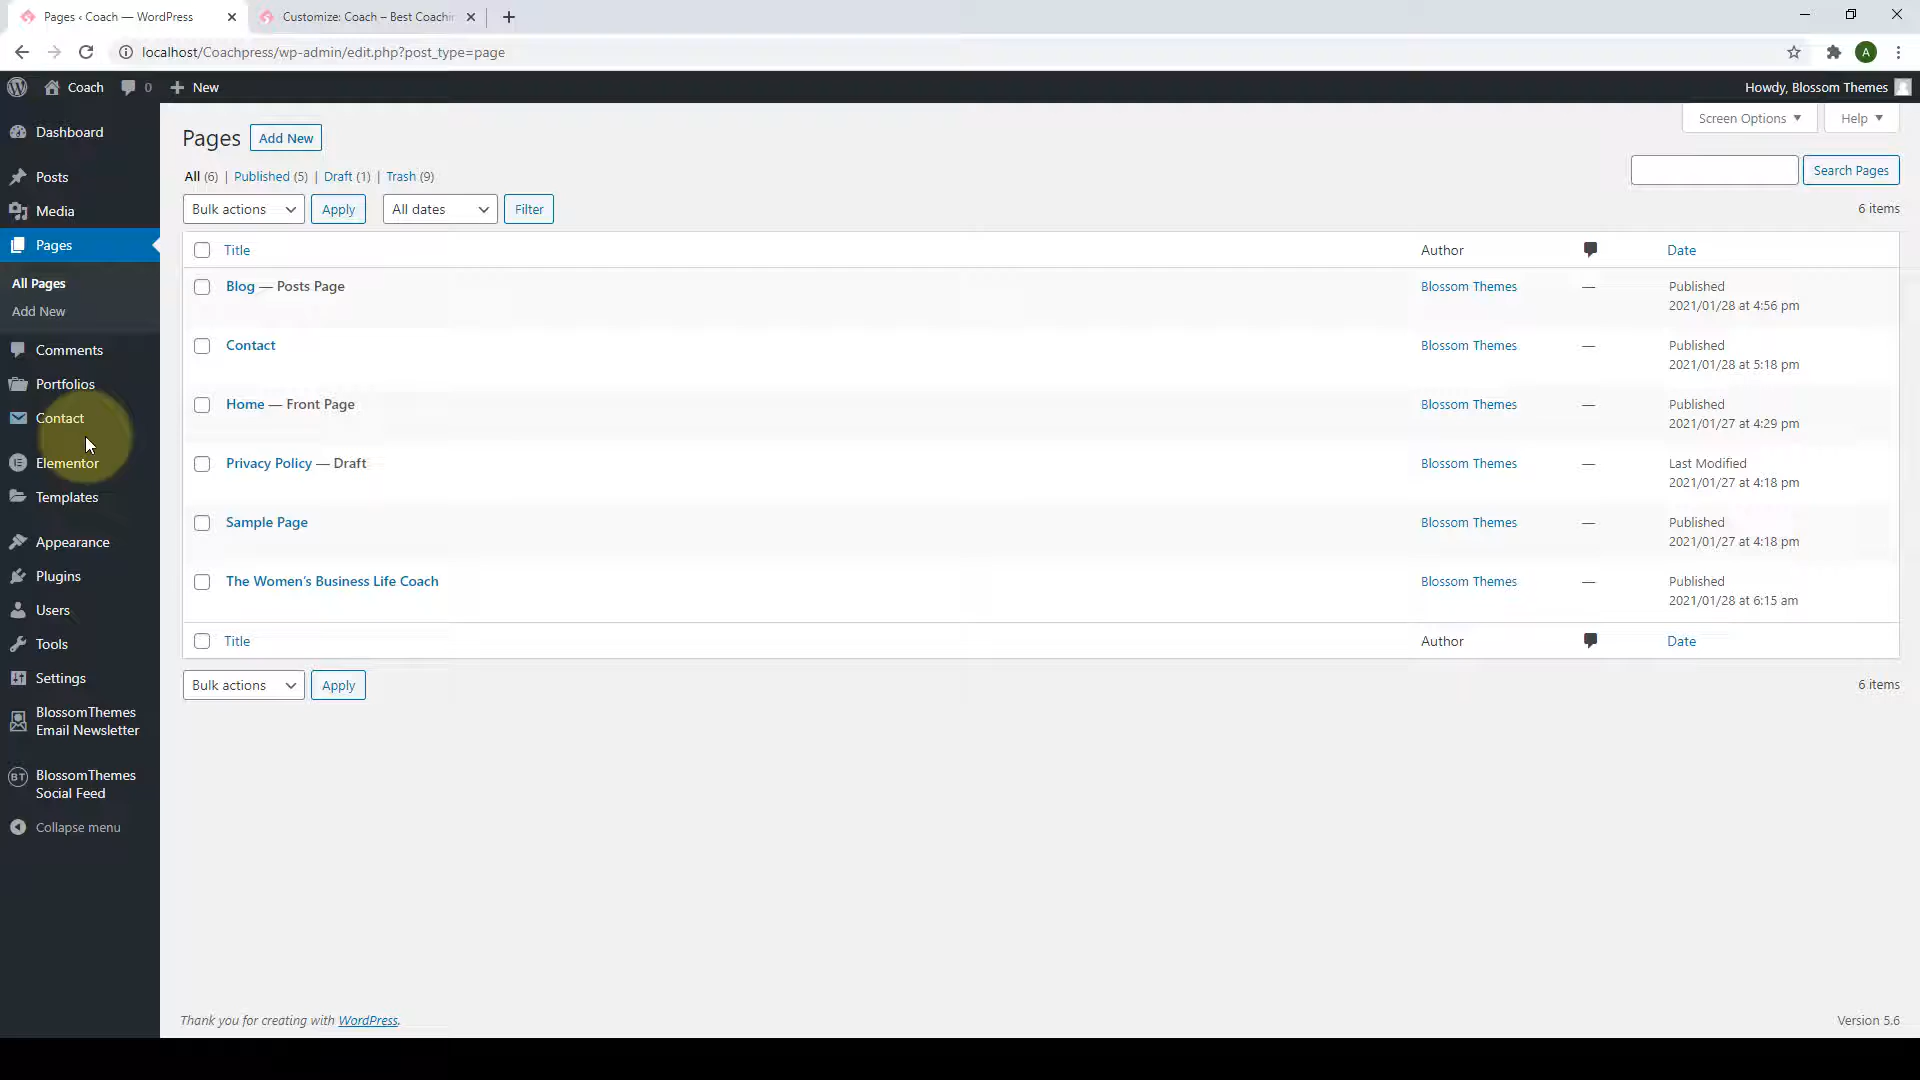 Pages ‹ Coach — WordPress
Customize: Coach – Best Coachin
localhost/Coachpress/wp-admin/edit.php?post_type=page
A
Coach
0
New
Howdy, Blossom Themes
Dashboard
Posts
Media
Pages
All Pages
Add New
Comments
Portfolios
Contact
Elementor
Templates
Appearance
Plugins
Users
Tools
Settings
BlossomThemes
Email Newsletter
BT
BlossomThemes
Social Feed
Collapse menu
Pages
Add New
Screen Options
Help
All (6) | Published (5) | Draft (1) | Trash (9)
Search Pages
Bulk actions
Apply
All dates
Filter
6 items
Title
Author
Date
Blog — Posts Page
Blossom Themes
—
Published
2021/01/28 at 4:56 pm
Contact
Blossom Themes
—
Published
2021/01/28 at 5:18 pm
Home — Front Page
Blossom Themes
—
Published
2021/01/27 at 4:29 pm
Privacy Policy — Draft
Blossom Themes
—
Last Modified
2021/01/27 at 4:18 pm
Sample Page
Blossom Themes
—
Published
2021/01/27 at 4:18 pm
The Women's Business Life Coach
Blossom Themes
—
Published
2021/01/28 at 6:15 am
Title
Author
Date
Bulk actions
Apply
6 items
Thank you for creating with WordPress.
Version 5.6